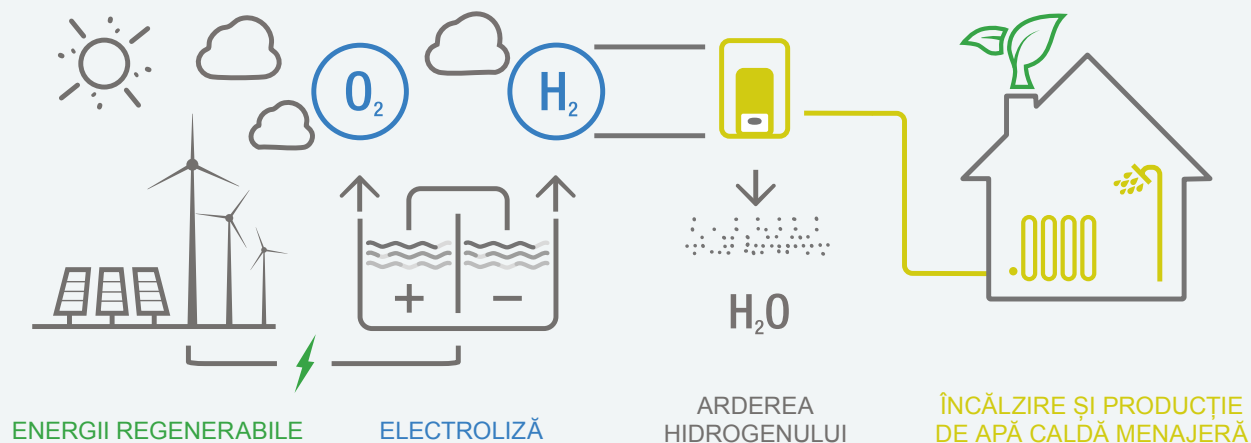 O₂
H₂
+ −
H₂O
ENERGII REGENERABILE
ELECTROLIZĂ
ARDEREA
HIDROGENULUI
ÎNCĂLZIRE ȘI PRODUCȚIE
DE APĂ CALDĂ MENAJERĂ